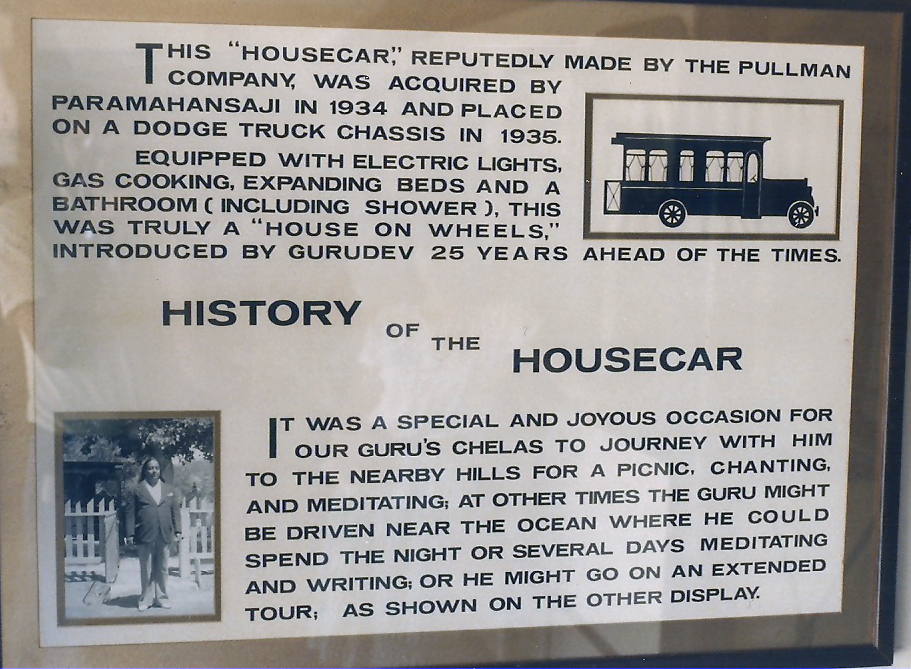 THIS "HOUSECAR," REPUTEDLY MADE BY THE PULLMAN
COMPANY, WAS ACQUIRED BY
PARAMAHANSAJI IN 1934 AND PLACED
ON A DODGE TRUCK CHASSIS IN 1935.
EQUIPPED WITH ELECTRIC LIGHTS,
GAS COOKING, EXPANDING BEDS AND A
BATHROOM ( INCLUDING SHOWER ), THIS
WAS TRULY A "HOUSE ON WHEELS,"
INTRODUCED BY GURUDEV 25 YEARS AHEAD OF THE TIMES.
HISTORY
OF
THE
HOUSECAR
IT WAS A SPECIAL AND JOYOUS OCCASION FOR
OUR GURU'S CHELAS TO JOURNEY WITH HIM
TO THE NEARBY HILLS FOR A PICNIC, CHANTING,
AND MEDITATING; AT OTHER TIMES THE GURU MIGHT
BE DRIVEN NEAR THE OCEAN WHERE HE COULD
SPEND THE NIGHT OR SEVERAL DAYS MEDITATING
AND WRITING; OR HE MIGHT GO ON AN EXTENDED
TOUR; AS SHOWN ON THE OTHER DISPLAY.